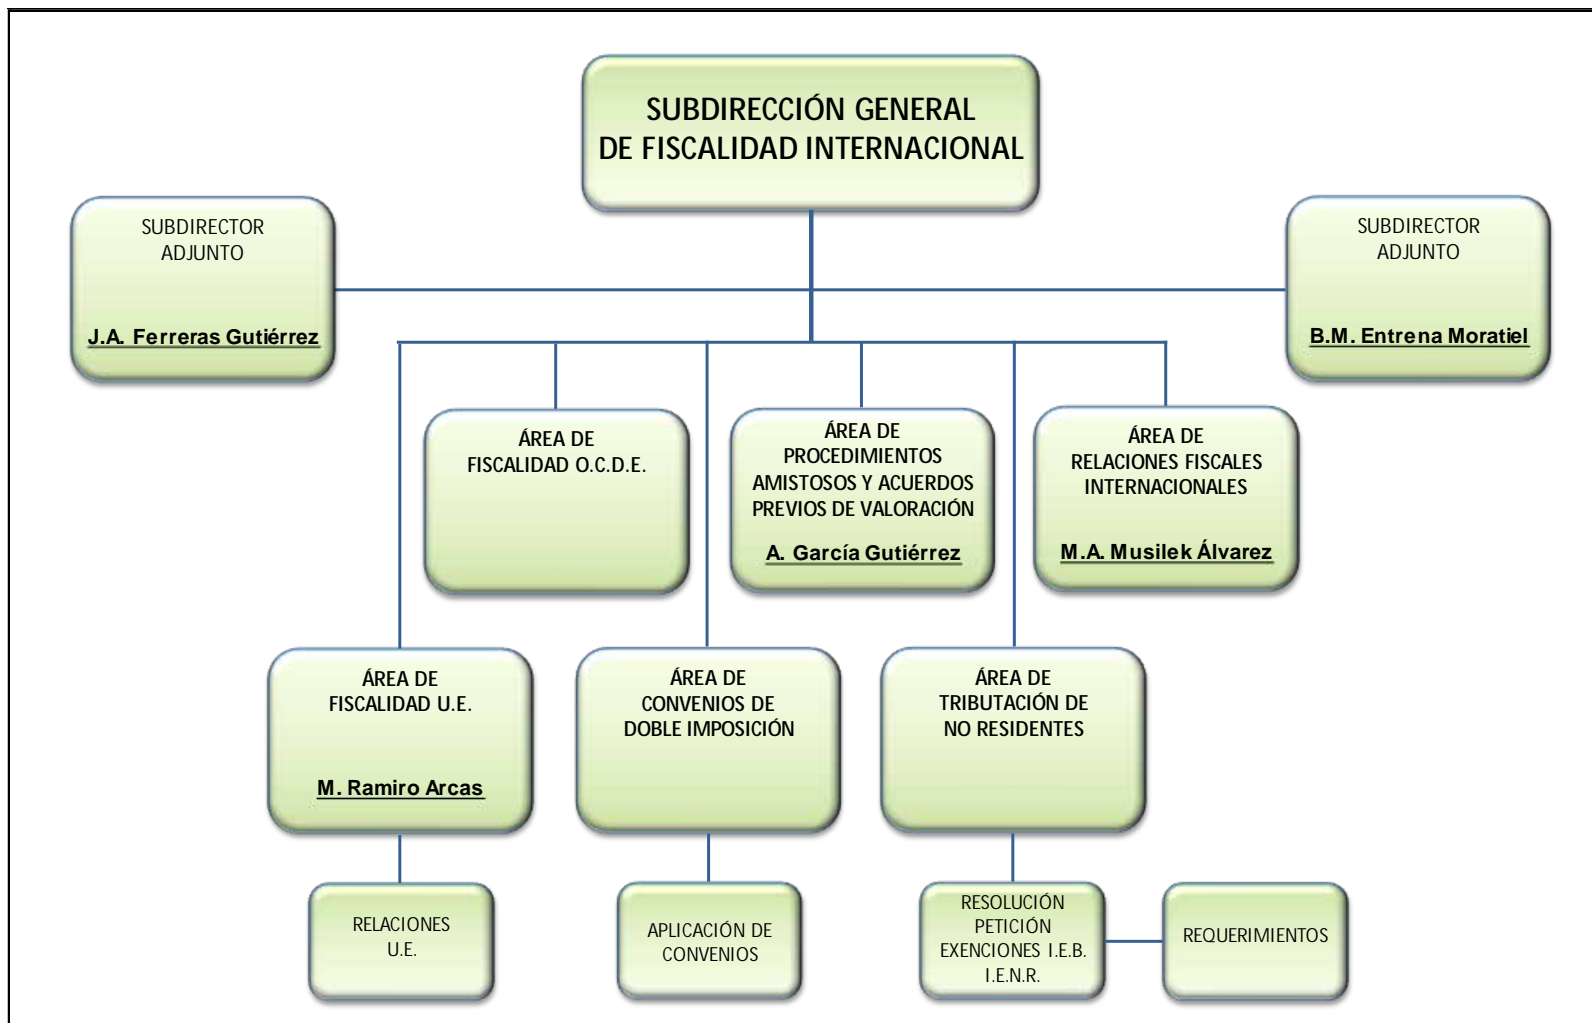 SUBDIRECCIÓN GENERAL
DE FISCALIDAD INTERNACIONAL
SUBDIRECTOR
ADJUNTO
J.A. Ferreras Gutiérrez
SUBDIRECTOR
ADJUNTO
B.M. Entrena Moratiel
ÁREA DE
FISCALIDAD O.C.D.E.
ÁREA DE
PROCEDIMIENTOS
AMISTOSOS Y ACUERDOS
PREVIOS DE VALORACIÓN
A. García Gutiérrez
ÁREA DE
RELACIONES FISCALES
INTERNACIONALES
M.A. Musilek Álvarez
ÁREA DE
FISCALIDAD U.E.
M. Ramiro Arcas
ÁREA DE
CONVENIOS DE
DOBLE IMPOSICIÓN
ÁREA DE
TRIBUTACIÓN DE
NO RESIDENTES
RELACIONES
U.E.
APLICACIÓN DE
CONVENIOS
RESOLUCIÓN
PETICIÓN
EXENCIONES I.E.B.
I.E.N.R.
REQUERIMIENTOS